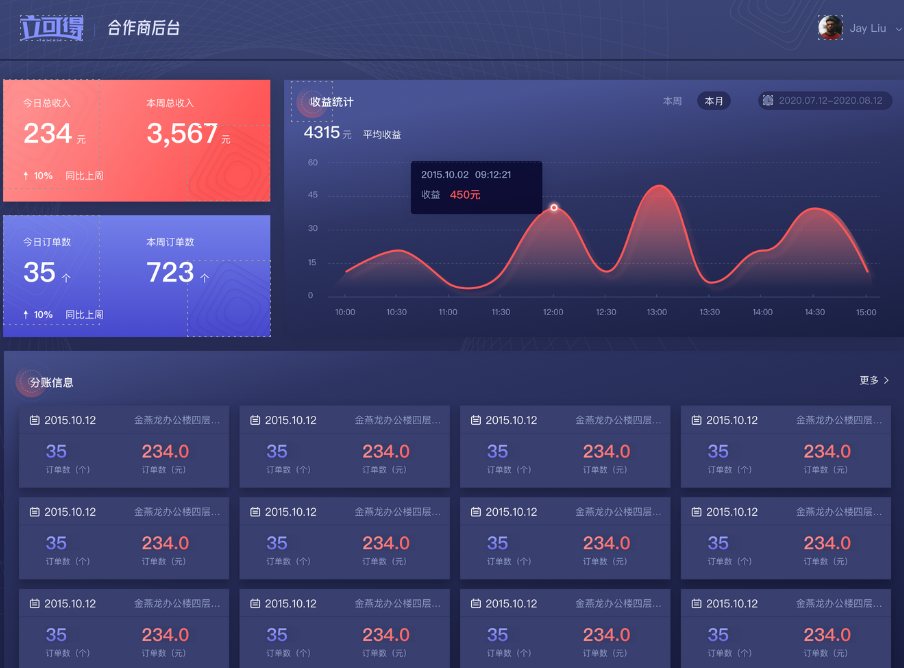 立可得 合作商后台
Jay Liu
今日总收入 本周总收入
234 元 3,567 元
10% 同比上周
今日订单数 本周订单数
35 个 723 个
10% 同比上周
收益统计
本周 本月 2020.07.12~2020.08.12
4315 元 平均收益
2015.10.02 09:12:21
收益 450元
60
45
30
15
0
10:00 10:30 11:00 11:30 12:00 12:30 13:00 13:30 14:00 14:30 15:00
分账信息 更多
2015.10.12 金燕龙办公楼四层... 2015.10.12 金燕龙办公楼四层... 2015.10.12 金燕龙办公楼四层... 2015.10.12 金燕龙办公楼四层...
35 234.0 35 234.0 35 234.0 35 234.0
订单数（个） 订单数（元） 订单数（个） 订单数（元） 订单数（个） 订单数（元） 订单数（个） 订单数（元）
2015.10.12 金燕龙办公楼四层... 2015.10.12 金燕龙办公楼四层... 2015.10.12 金燕龙办公楼四层... 2015.10.12 金燕龙办公楼四层...
35 234.0 35 234.0 35 234.0 35 234.0
订单数（个） 订单数（元） 订单数（个） 订单数（元） 订单数（个） 订单数（元） 订单数（个） 订单数（元）
2015.10.12 金燕龙办公楼四层... 2015.10.12 金燕龙办公楼四层... 2015.10.12 金燕龙办公楼四层... 2015.10.12 金燕龙办公楼四层...
35 234.0 35 234.0 35 234.0 35 234.0
订单数（个） 订单数（元） 订单数（个） 订单数（元） 订单数（个） 订单数（元） 订单数（个） 订单数（元）